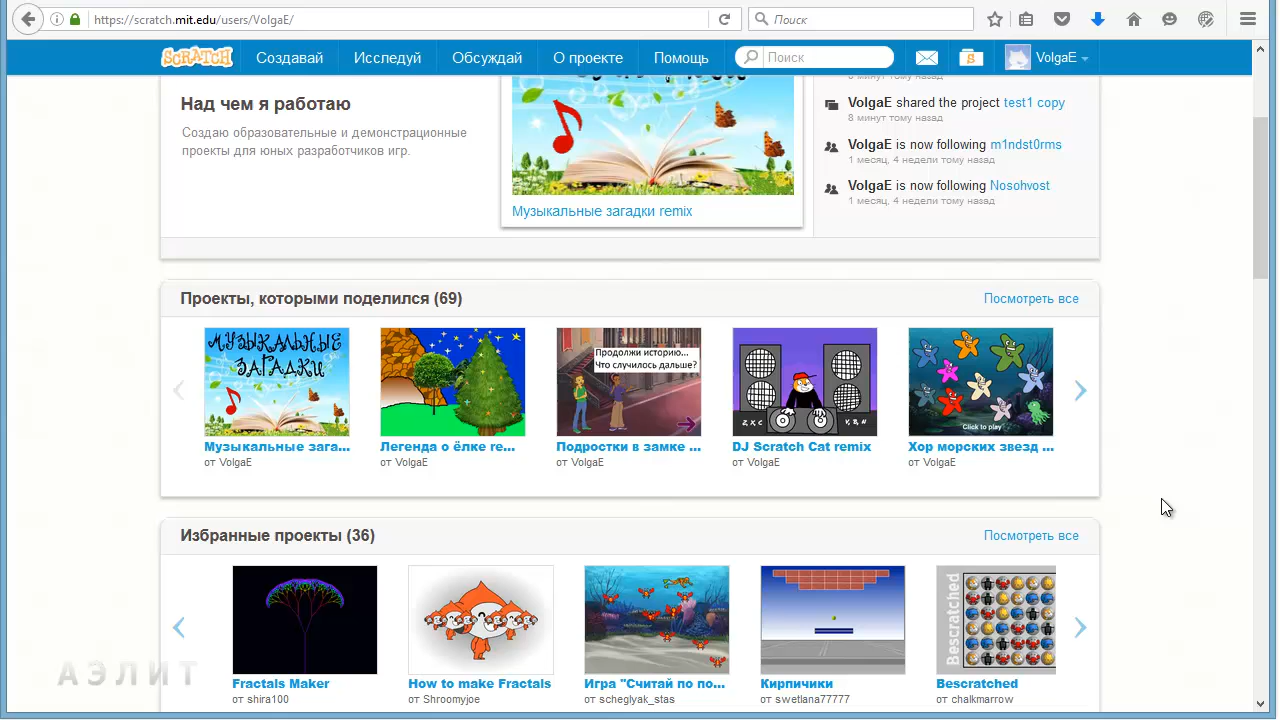 https://scratch.mit.edu/users/VolgaE/
Поиск
SCRATCH
Создавай
Исследуй
Обсуждай
О проекте
Помощь
Поиск
VolgaE
Над чем я работаю
Создаю образовательные и демонстрационные
проекты для юных разработчиков игр.
Музыкальные загадки remix
VolgaE shared the project test1 copy
8 минут тому назад
VolgaE is now following m1ndst0rms
1 месяц, 4 недели тому назад
VolgaE is now following Nosohvost
1 месяц, 4 недели тому назад
Проекты, которыми поделился (69)
Посмотреть все
МУЗЫКАЛЬНЫЕ
ЗАГАДКИ
Продолжи историю...
Что случилось дальше?
Z, X, C
V, B, N
Click to play
Музыкальные зага...
Легенда о ёлке re...
Подростки в замке ...
DJ Scratch Cat remix
Хор морских звезд ...
от VolgaE
от VolgaE
от VolgaE
от VolgaE
от VolgaE
Избранные проекты (36)
Посмотреть все
Bescratched
Fractals Maker
How to make Fractals
Игра "Считай по по...
Кирпичики
Bescratched
от shira100
от Shroomyjoe
от scheglyak_stas
от swetlana77777
от chalkmarrow
АЭЛИТ